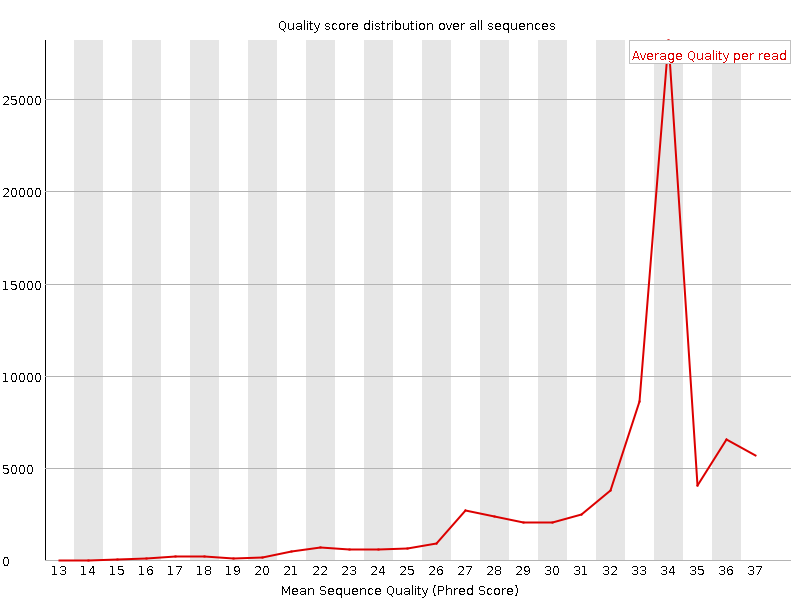 Quality score distribution over all sequences
Average Quality per read
25000
20000
15000
10000
5000
0
13 14 15 16 17 18 19 20 21 22 23 24 25 26 27 28 29 30 31 32 33 34 35 36 37
Mean Sequence Quality (Phred Score)